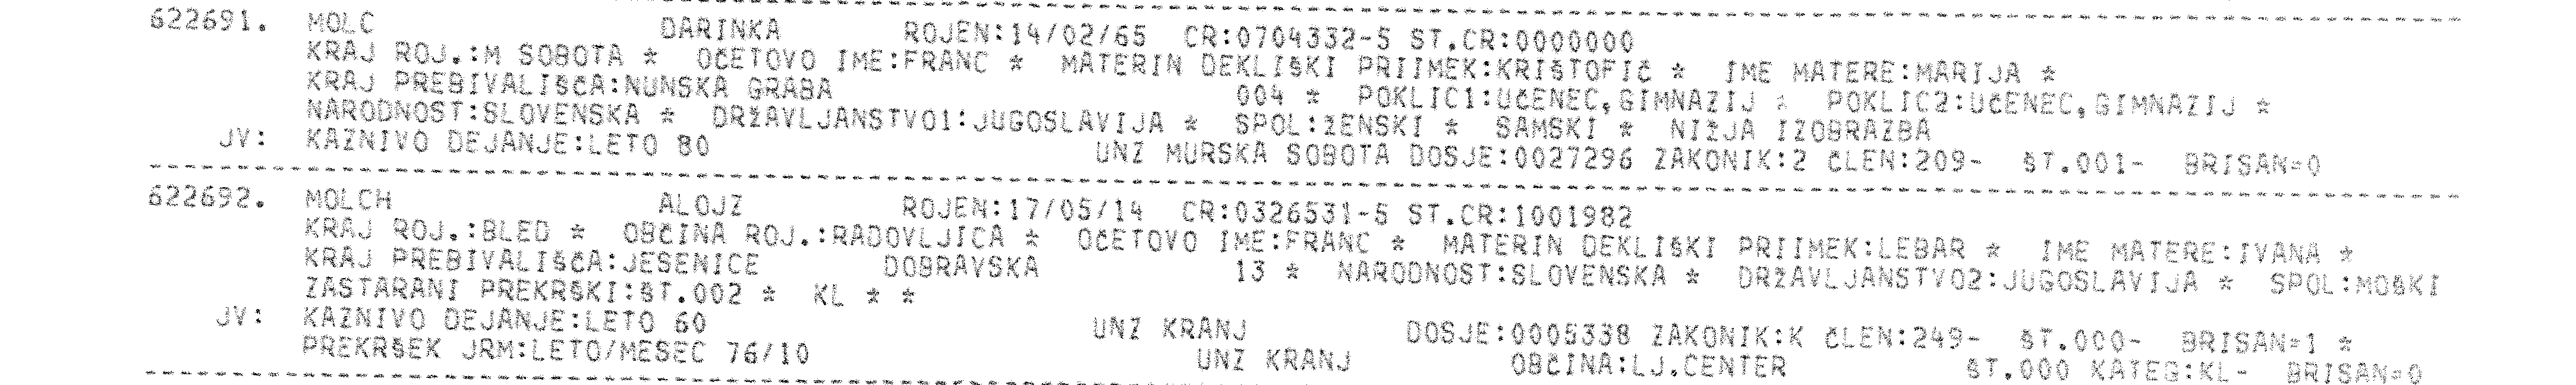 622691. MOLC DARINKA ROJEN:14/02/65 CR:0704332-5 ST.CR:0000000
KRAJ ROJ.:M SOBOTA * OČETOVO IME:FRANC * MATERIN DEKLIŠKI PRIIMEK:KRIŠTOFIČ * IME MATERE:MARIJA *
KRAJ PREBIVALIŠČA:NUNSKA GRABA 004 * POKLIC1:UČENEC,GIMNAZIJ * POKLIC2:UČENEC,GIMNAZIJ *
NARODNOST:SLOVENSKA * DRŽAVLJANSTVO1:JUGOSLAVIJA * SPOL:ŽENSKI * SAMSKI * NIŽJA IZOBRAZBA
JV: KAZNIVO DEJANJE:LETO 80 UNZ MURSKA SOBOTA DOSJE:0027296 ZAKONIK:2 ČLEN:209- ŠT.001- BRISAN=0
622692. MOLCH ALOJZ ROJEN:17/05/14 CR:0326531-5 ST.CR:1001982
KRAJ ROJ.:BLED * OBČINA ROJ.:RADOVLJICA * OČETOVO IME:FRANC * MATERIN DEKLIŠKI PRIIMEK:LEBAR * IME MATERE:IVANA *
KRAJ PREBIVALIŠČA:JESENICE DOBRAVSKA 13 * NARODNOST:SLOVENSKA * DRŽAVLJANSTVO2:JUGOSLAVIJA * SPOL:MOŠKI
ZASTARANI PREKRŠKI:ŠT.002 * KL * *
JV: KAZNIVO DEJANJE:LETO 60 UNZ KRANJ DOSJE:0005338 ZAKONIK:K ČLEN:249- ŠT.000- BRISAN=1 *
PREKRŠEK JRM:LETO/MESEC 76/10 UNZ KRANJ OBČINA:LJ.CENTER ŠT.000 KATEG:KL- BRISAN=0